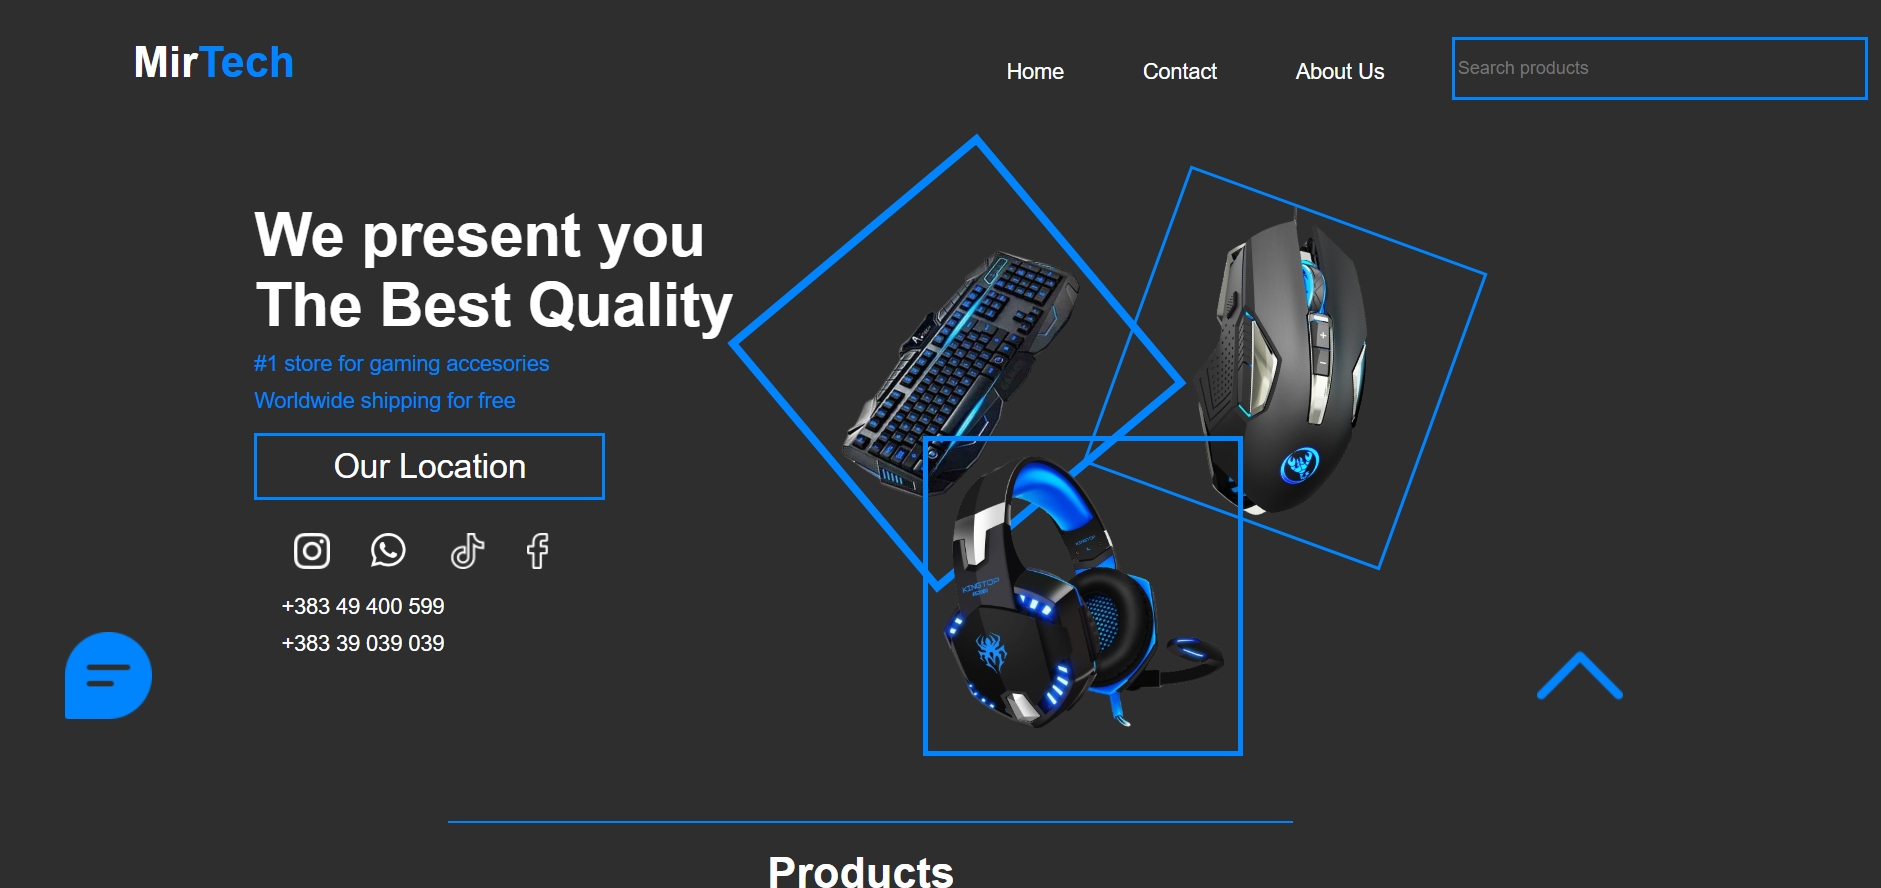 MirTech
Home
Contact
About Us
Search products
We present you
The Best Quality
#1 store for gaming accesories
Worldwide shipping for free
Our Location
+383 49 400 599
+383 39 039 039
KINGTOP
Products